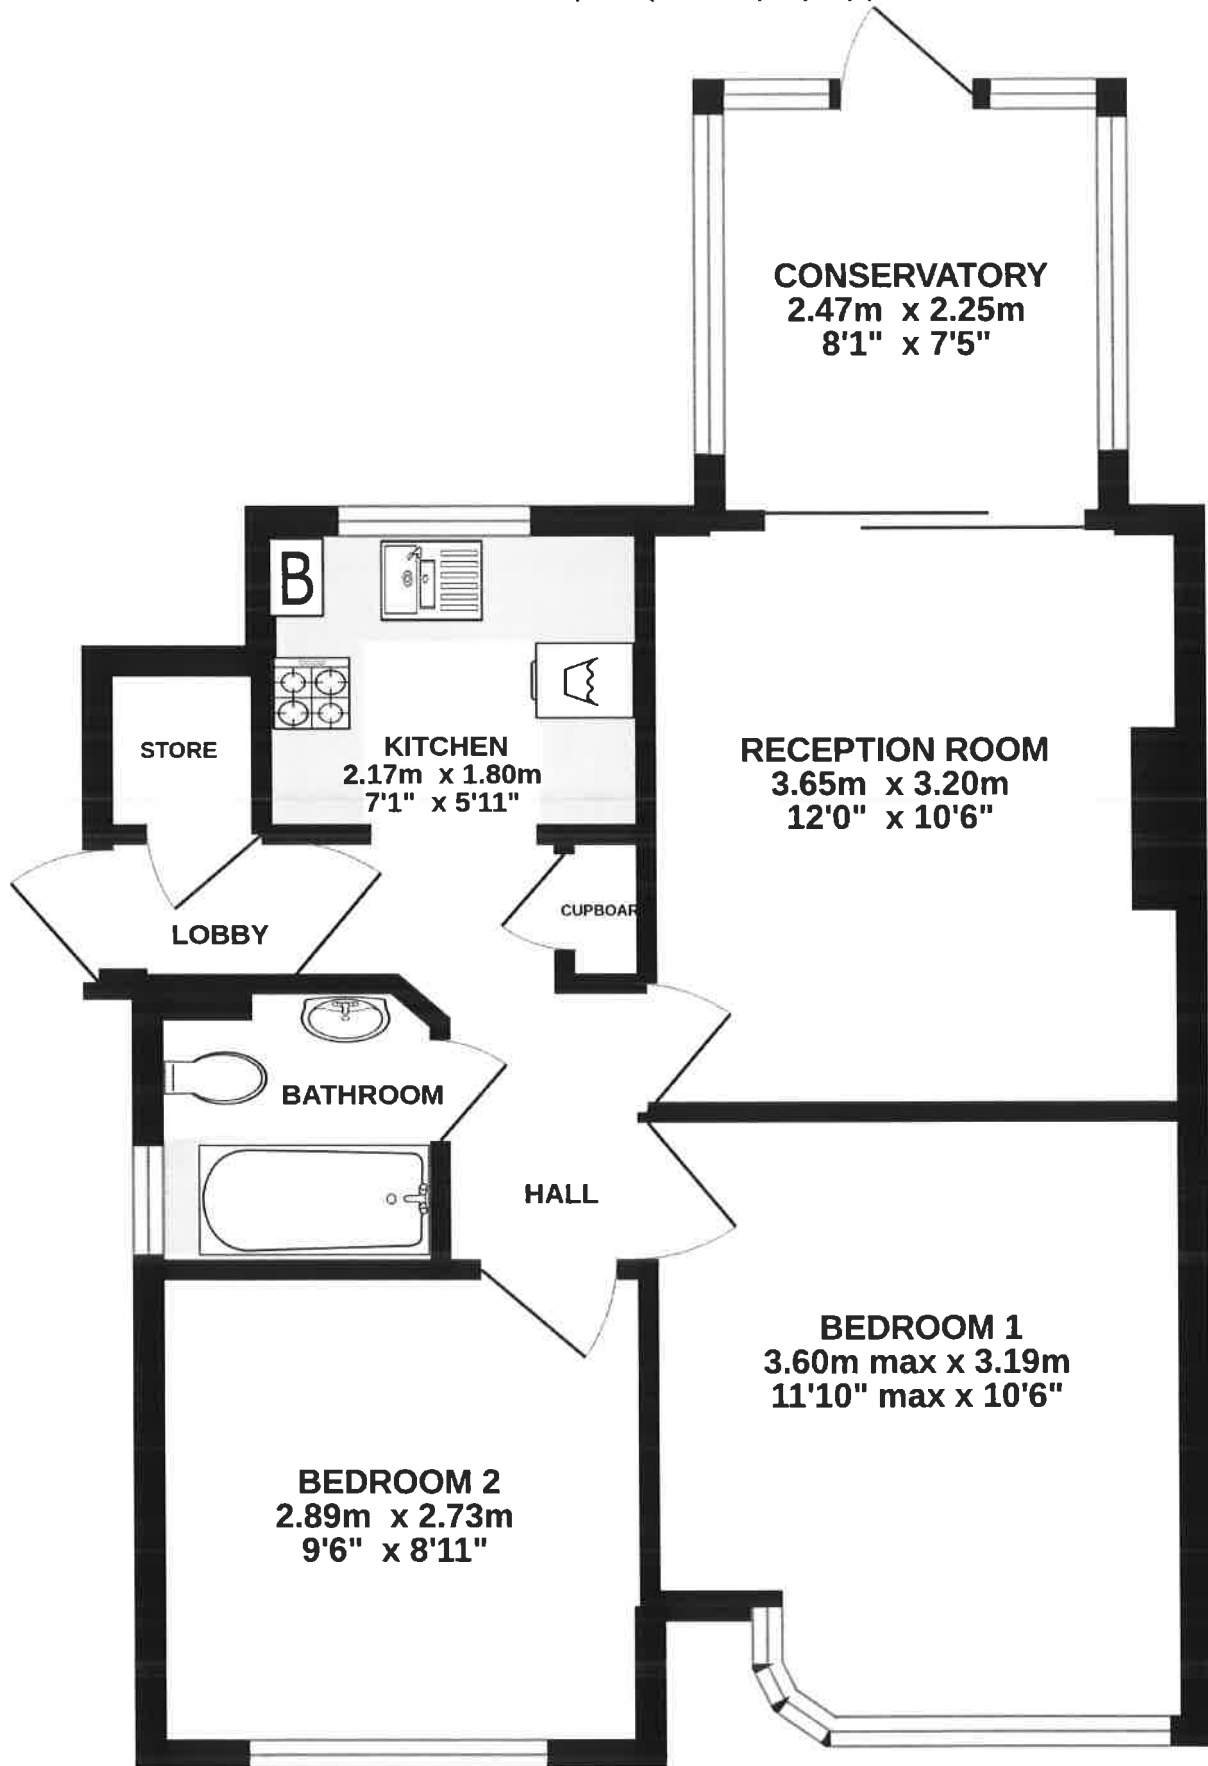 CONSERVATORY
2.47m x 2.25m
8'1" x 7'5"
B
STORE
KITCHEN
2.17m x 1.80m
7'1" x 5'11"
RECEPTION ROOM
3.65m x 3.20m
12'0" x 10'6"
CUPBOAR
LOBBY
BATHROOM
HALL
BEDROOM 1
3.60m max x 3.19m
11'10" max x 10'6"
BEDROOM 2
2.89m x 2.73m
9'6" x 8'11"